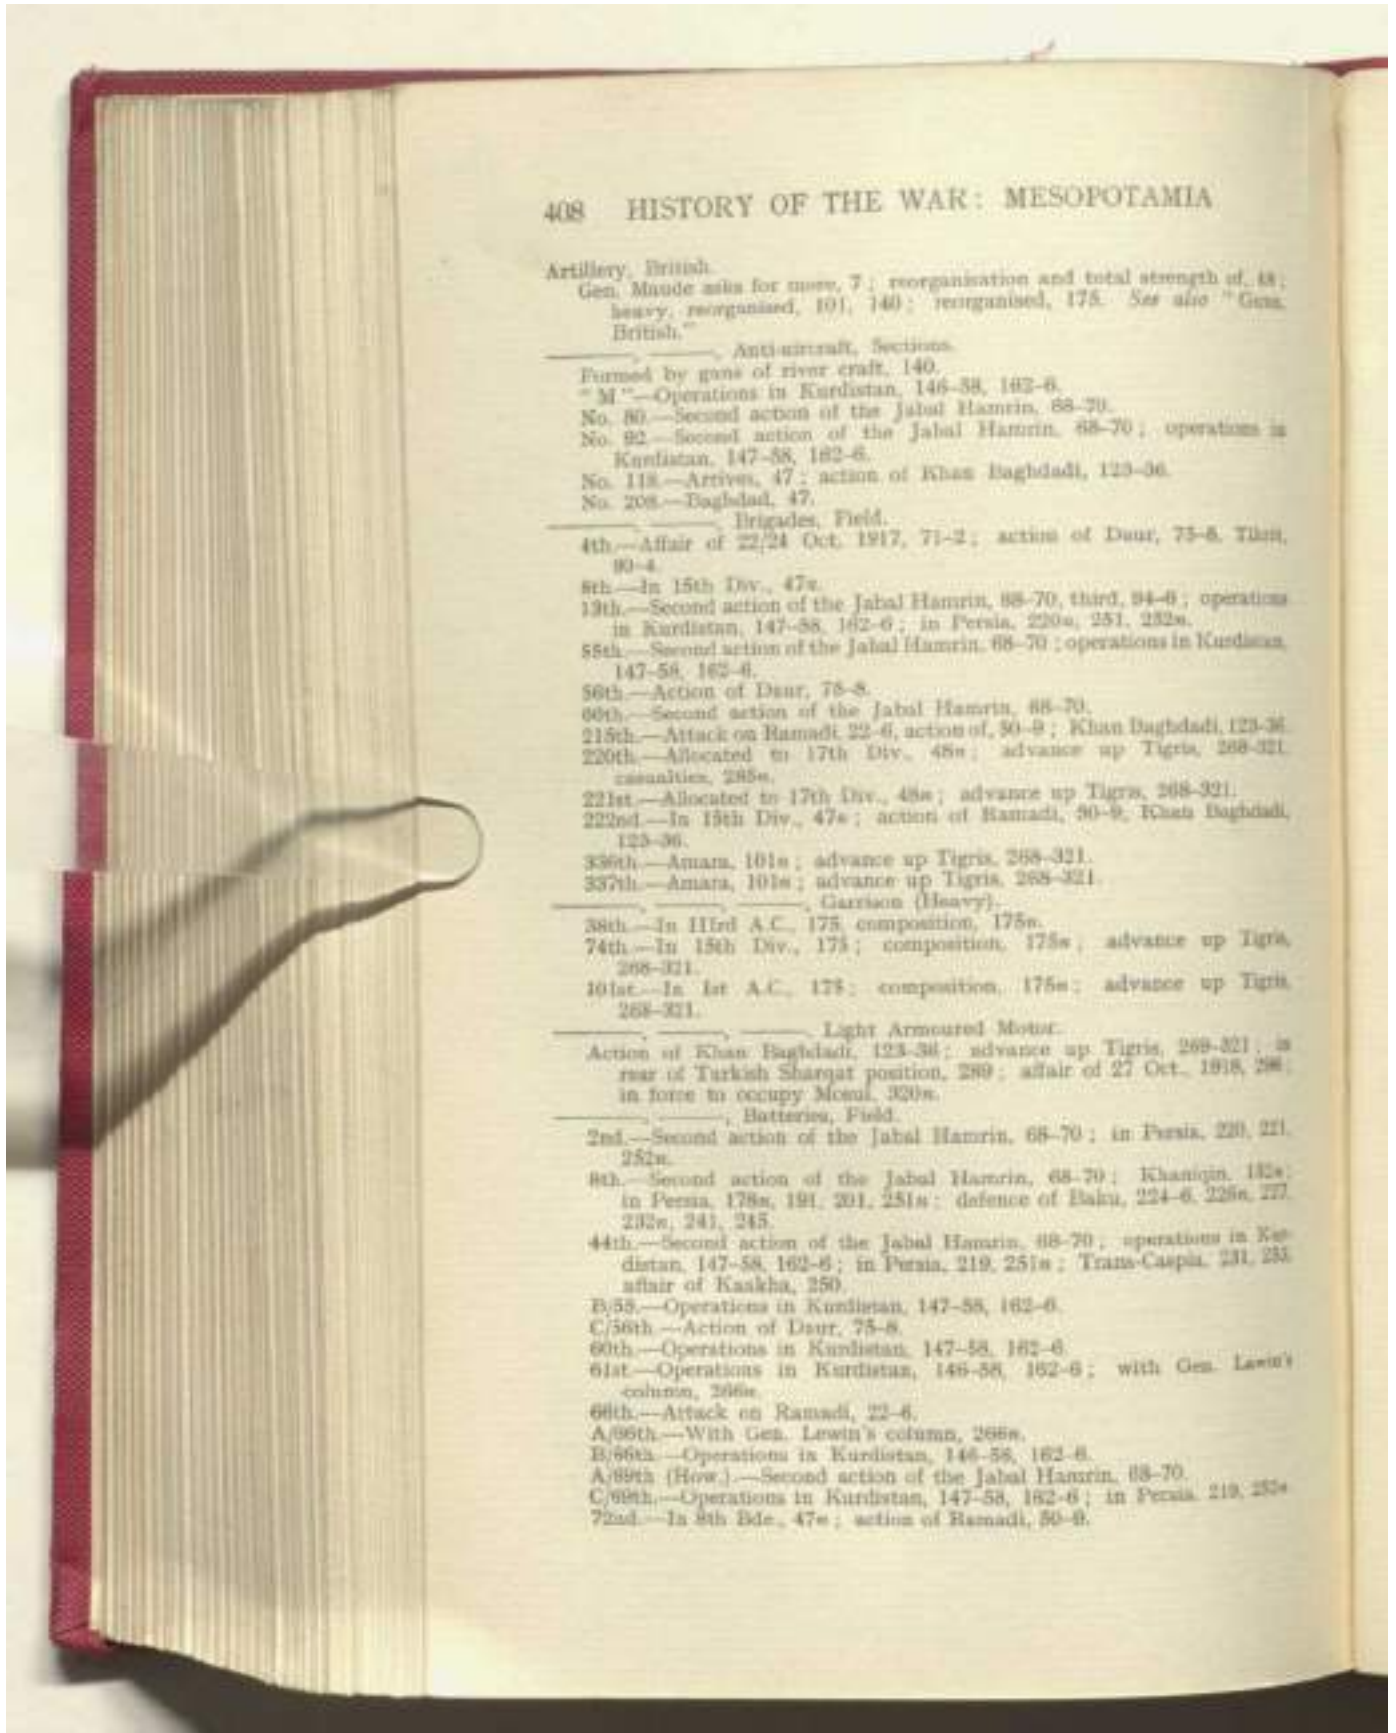 408 HISTORY OF THE WAR: MESOPOTAMIA
Artillery, British.
Gen. Maude asks for more, 7; reorganisation and total strength of, 48;
heavy, reorganised, 101, 140; reorganised, 175. See also "Guns,
British."
———, ———, Anti-aircraft, Sections.
Formed by guns of river craft, 140.
"M"—Operations in Kurdistan, 146–58, 162–6.
No. 80.—Second action of the Jabal Hamrin, 68–70.
No. 92.—Second action of the Jabal Hamrin, 68–70; operations in
Kurdistan, 147–58, 162–6.
No. 118.—Arrives, 47; action of Khan Baghdadi, 123–36.
No. 208.—Baghdad, 47.
———, ———, Brigades, Field.
4th.—Affair of 22/24 Oct. 1917, 71–2; action of Daur, 75–8, Tikrit,
90–4.
8th.—In 15th Div., 47n.
13th.—Second action of the Jabal Hamrin, 68–70, third, 94–6; operations
in Kurdistan, 147–58, 162–6; in Persia, 220n, 251, 252n.
55th.—Second action of the Jabal Hamrin, 68–70; operations in Kurdistan,
147–58, 162–6.
56th.—Action of Daur, 75–8.
66th.—Second action of the Jabal Hamrin, 68–70.
215th.—Attack on Ramadi, 22–6, action of, 50–9; Khan Baghdadi, 123–36.
220th.—Allocated to 17th Div., 48n; advance up Tigris, 268–321,
casualties, 285n.
221st.—Allocated to 17th Div., 48n; advance up Tigris, 268–321.
222nd.—In 15th Div., 47n; action of Ramadi, 50–9, Khan Baghdadi,
123–36.
336th.—Amara, 101n; advance up Tigris, 268–321.
337th.—Amara, 101n; advance up Tigris, 268–321.
———, ———, ———, Garrison (Heavy).
38th.—In IIIrd A.C., 175, composition, 175n.
74th.—In 15th Div., 175; composition, 175n; advance up Tigris,
268–321.
101st.—In Ist A.C., 175; composition, 175n; advance up Tigris,
268–321.
———, ———, ———, Light Armoured Motor.
Action of Khan Baghdadi, 123–36; advance up Tigris, 269–321, in
rear of Turkish Sharqat position, 289; affair of 27 Oct., 1918, 296;
in force to occupy Mosul, 320n.
———, ———, Batteries, Field.
2nd.—Second action of the Jabal Hamrin, 68–70; in Persia, 220, 221,
252n.
8th.—Second action of the Jabal Hamrin, 68–70; Khaniqin, 132n;
in Persia, 178n, 191, 201, 251n; defence of Baku, 224–6, 226n, 227,
232n, 241, 245.
44th.—Second action of the Jabal Hamrin, 68–70; operations in Kur-
distan, 147–58, 162–6; in Persia, 219, 251n; Trans-Caspia, 231, 255,
affair of Kaakha, 250.
B/55.—Operations in Kurdistan, 147–58, 162–6.
C/56th.—Action of Daur, 75–8.
60th.—Operations in Kurdistan, 147–58, 162–6.
61st.—Operations in Kurdistan, 146–58, 162–6; with Gen. Lewin's
column, 266n.
66th.—Attack on Ramadi, 22–6.
A/66th.—With Gen. Lewin's column, 266n.
B/66th.—Operations in Kurdistan, 146–58, 162–6.
A/69th (How.).—Second action of the Jabal Hamrin, 68–70.
C/69th.—Operations in Kurdistan, 147–58, 162–6; in Persia, 219, 252n
72nd.—In 8th Bde., 47n; action of Ramadi, 50–9.